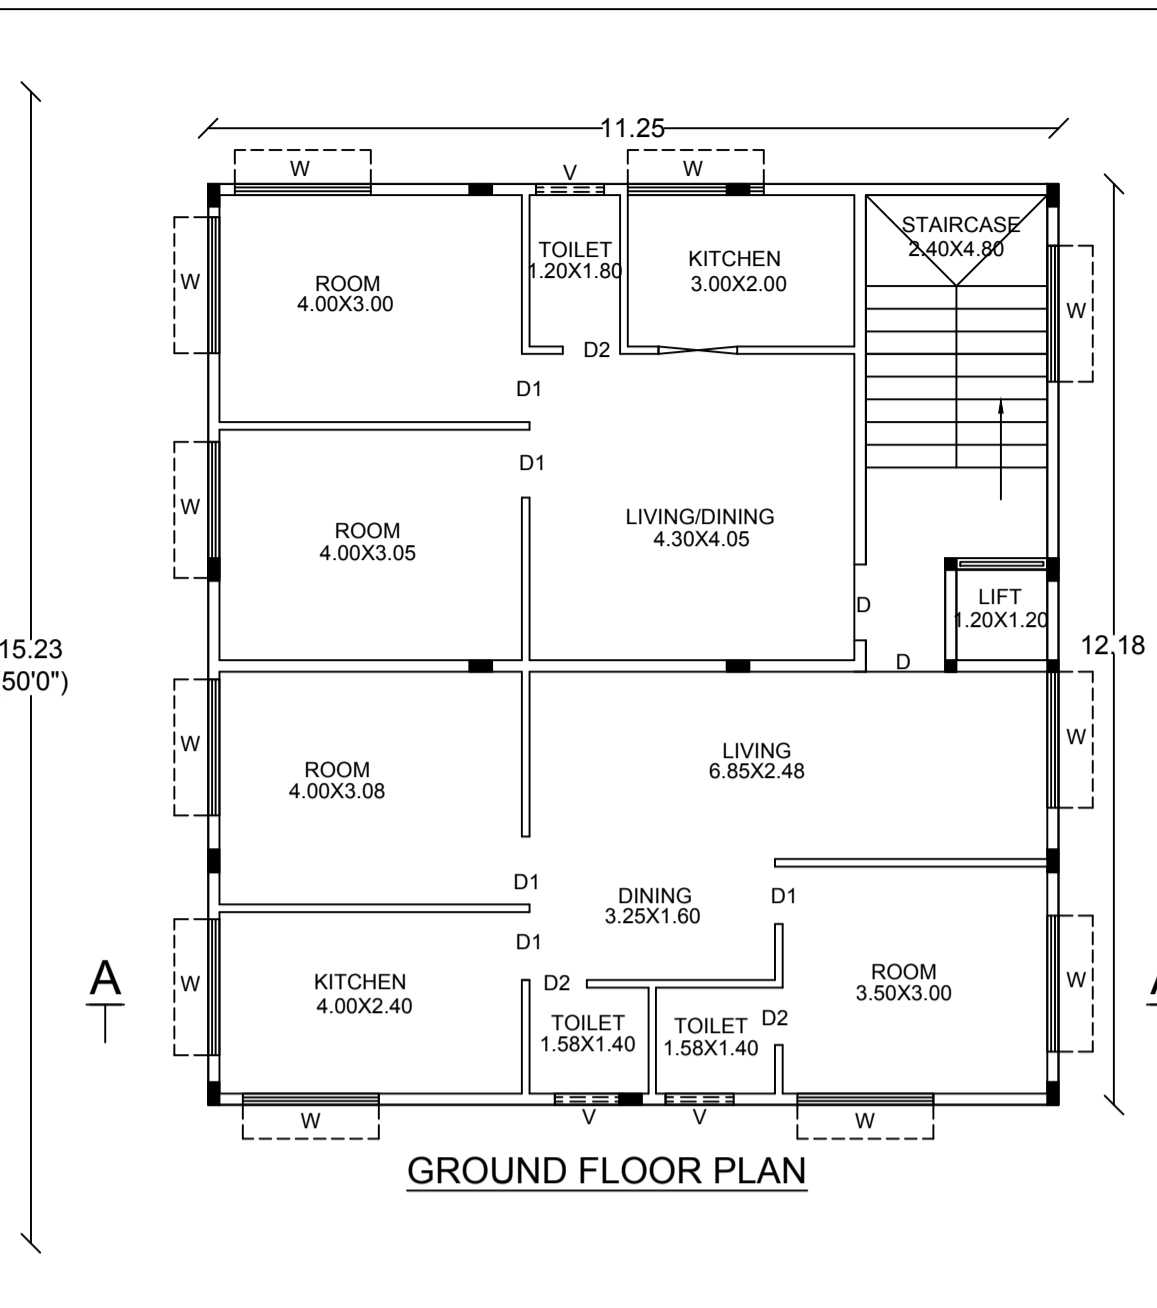 11.25
W
V
W
STAIRCASE
2.40X4.80
TOILET
1.20X1.80
KITCHEN
3.00X2.00
W
ROOM
4.00X3.00
W
D2
D1
D1
W
ROOM
4.00X3.05
LIVING/DINING
4.30X4.05
LIFT
1.20X1.20
D
D
15.23
50'0")
12.18
W
ROOM
4.00X3.08
LIVING
6.85X2.48
W
D1
DINING
3.25X1.60
D1
D1
A
W
KITCHEN
4.00X2.40
D2
ROOM
3.50X3.00
W
TOILET
1.58X1.40
TOILET
1.58X1.40
D2
W
V
V
W
GROUND FLOOR PLAN